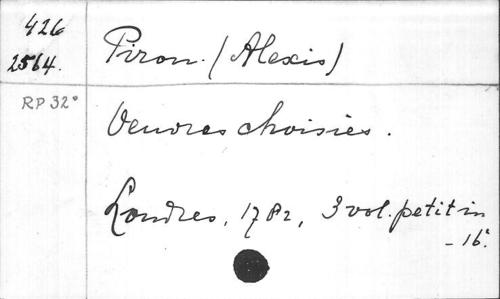 426
2564.
Piron. (Alexis)
RP 32°
Oeuvres choisies.
Londres, 1782, 3 vol. petit in
-16°.